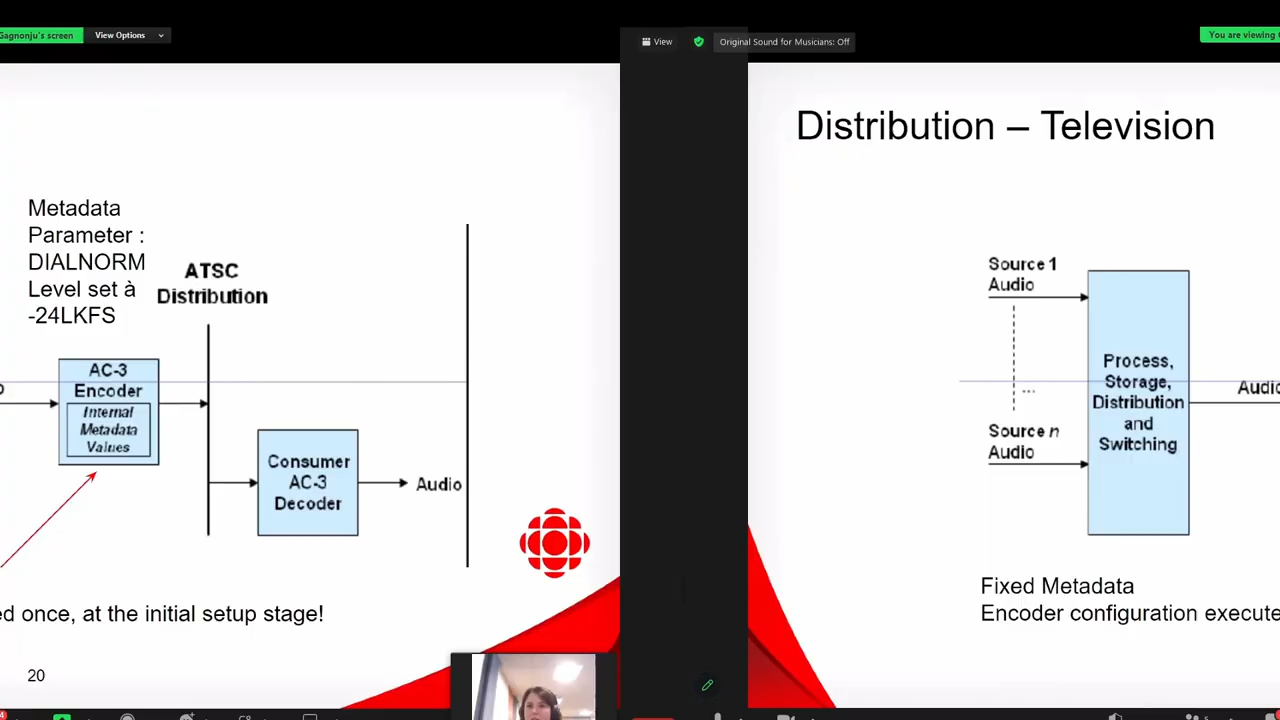 Gagnonju's screen
View Options
View
Original Sound for Musicians: Off
You are viewing
Metadata
Parameter :
DIALNORM
Level set à
-24LKFS
ATSC
Distribution
AC-3
Encoder
Internal
Metadata
Values
Consumer
AC-3
Decoder
Audio
ed once, at the initial setup stage!
20
Distribution – Television
Source 1
Audio
...
Source n
Audio
Process,
Storage,
Distribution
and
Switching
Audio
Fixed Metadata
Encoder configuration execute